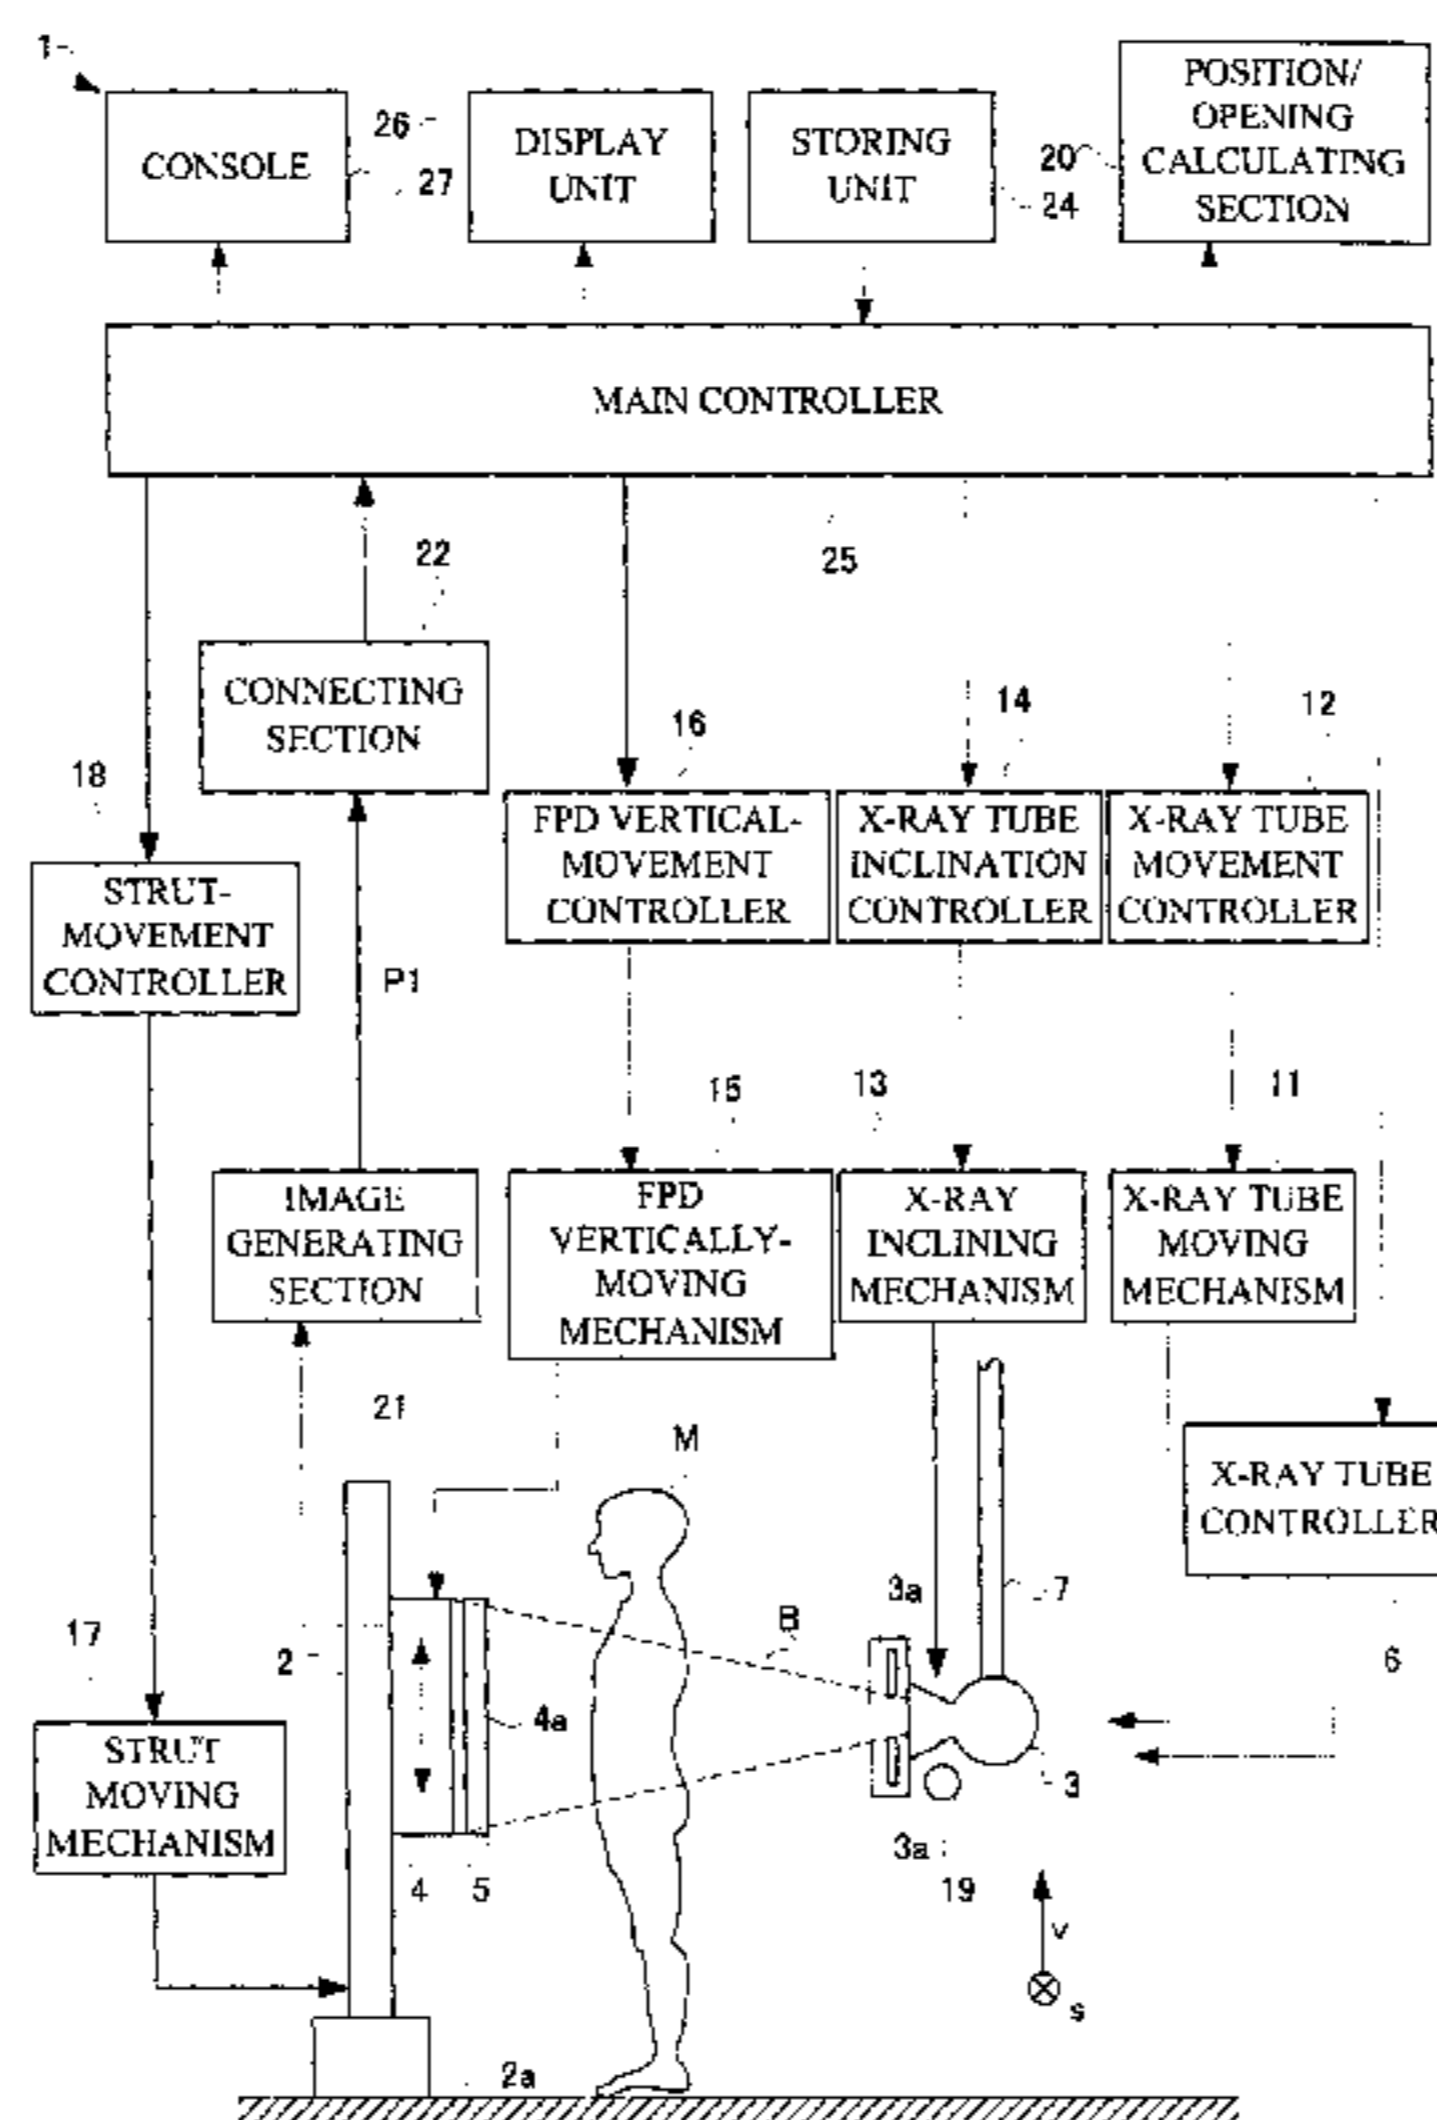 1
CONSOLE
27
26
DISPLAY
UNIT
STORING
UNIT
24
20
POSITION/
OPENING
CALCULATING
SECTION
MAIN CONTROLLER
25
22
CONNECTING
SECTION
18
STRUT-
MOVEMENT
CONTROLLER
P1
16
FPD VERTICAL-
MOVEMENT
CONTROLLER
14
X-RAY TUBE
INCLINATION
CONTROLLER
12
X-RAY TUBE
MOVEMENT
CONTROLLER
IMAGE
GENERATING
SECTION
21
15
FPD
VERTICALLY-
MOVING
MECHANISM
13
X-RAY
INCLINING
MECHANISM
11
X-RAY TUBE
MOVING
MECHANISM
X-RAY TUBE
CONTROLLER
6
M
17
STRUT
MOVING
MECHANISM
2
4a
B
3a
7
3
4
5
3a
19
v
s
2a